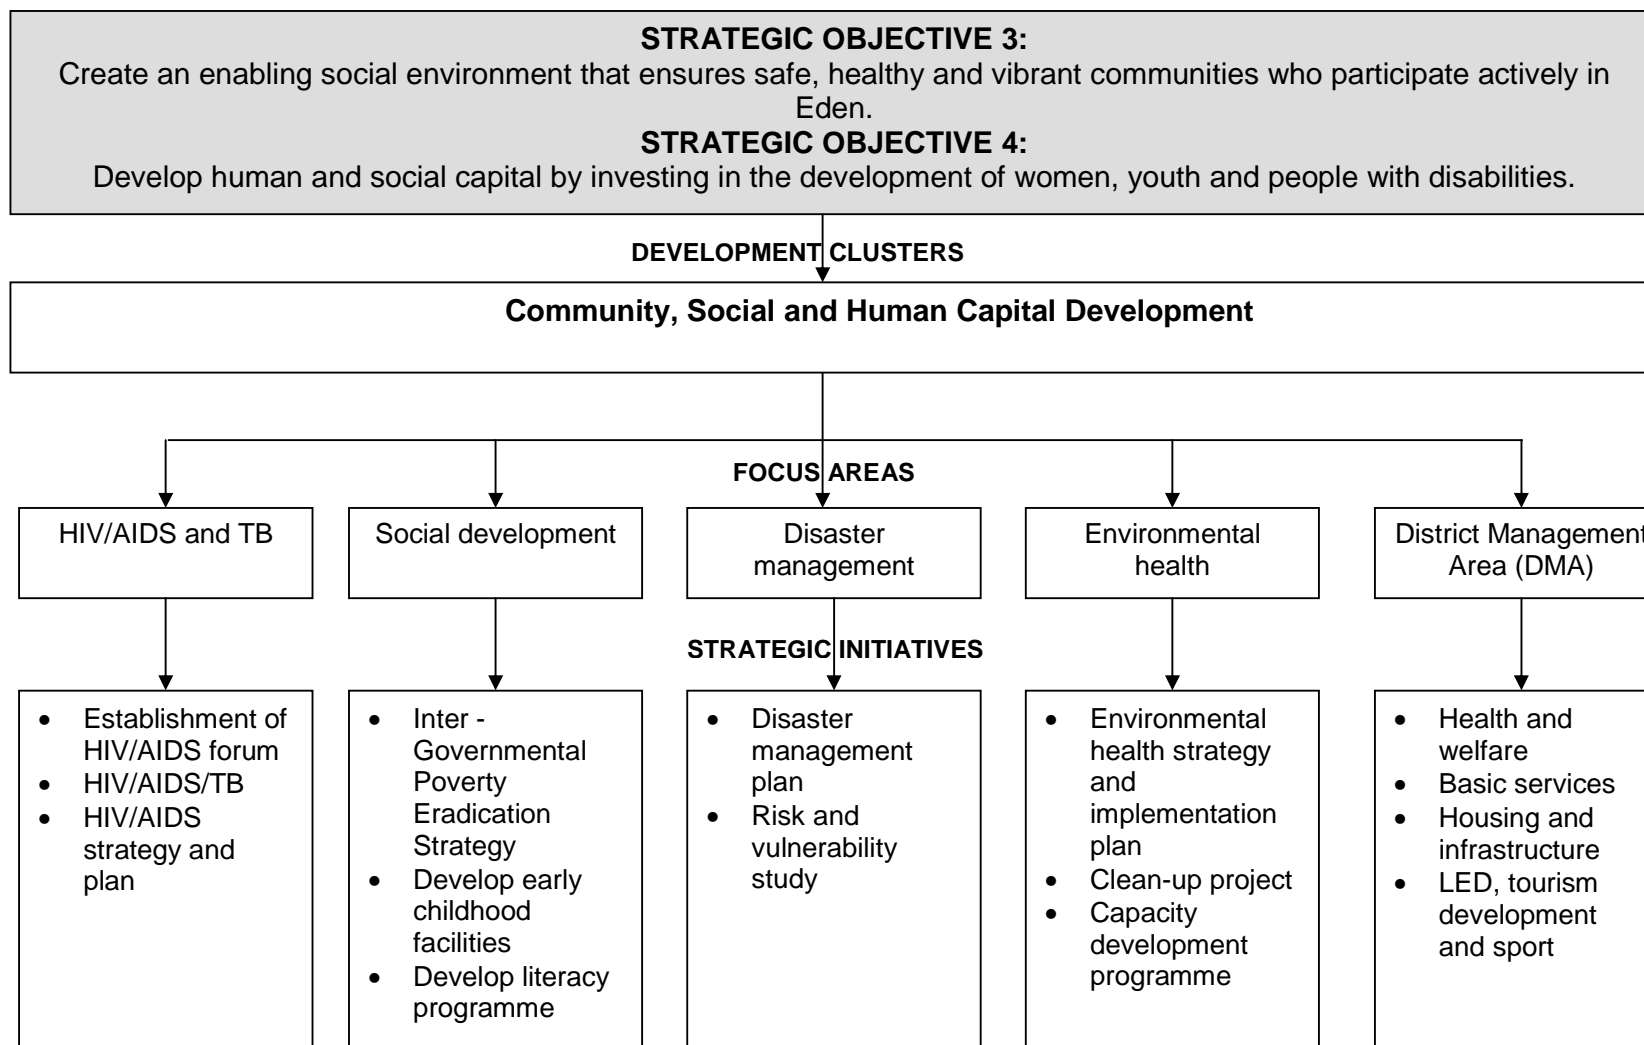 STRATEGIC OBJECTIVE 3:
Create an enabling social environment that ensures safe, healthy and vibrant communities who participate actively in
Eden.
STRATEGIC OBJECTIVE 4:
Develop human and social capital by investing in the development of women, youth and people with disabilities.
DEVELOPMENT CLUSTERS
Community, Social and Human Capital Development
FOCUS AREAS
HIV/AIDS and TB
Social development
Disaster
management
Environmental
health
District Management
Area (DMA)
STRATEGIC INITIATIVES
• Establishment of
HIV/AIDS forum
• HIV/AIDS/TB
• HIV/AIDS
strategy and
plan
• Inter -
Governmental
Poverty
Eradication
Strategy
• Develop early
childhood
facilities
• Develop literacy
programme
• Disaster
management
plan
• Risk and
vulnerability
study
• Environmental
health strategy
and
implementation
plan
• Clean-up project
• Capacity
development
programme
• Health and
welfare
• Basic services
• Housing and
infrastructure
• LED, tourism
development
and sport